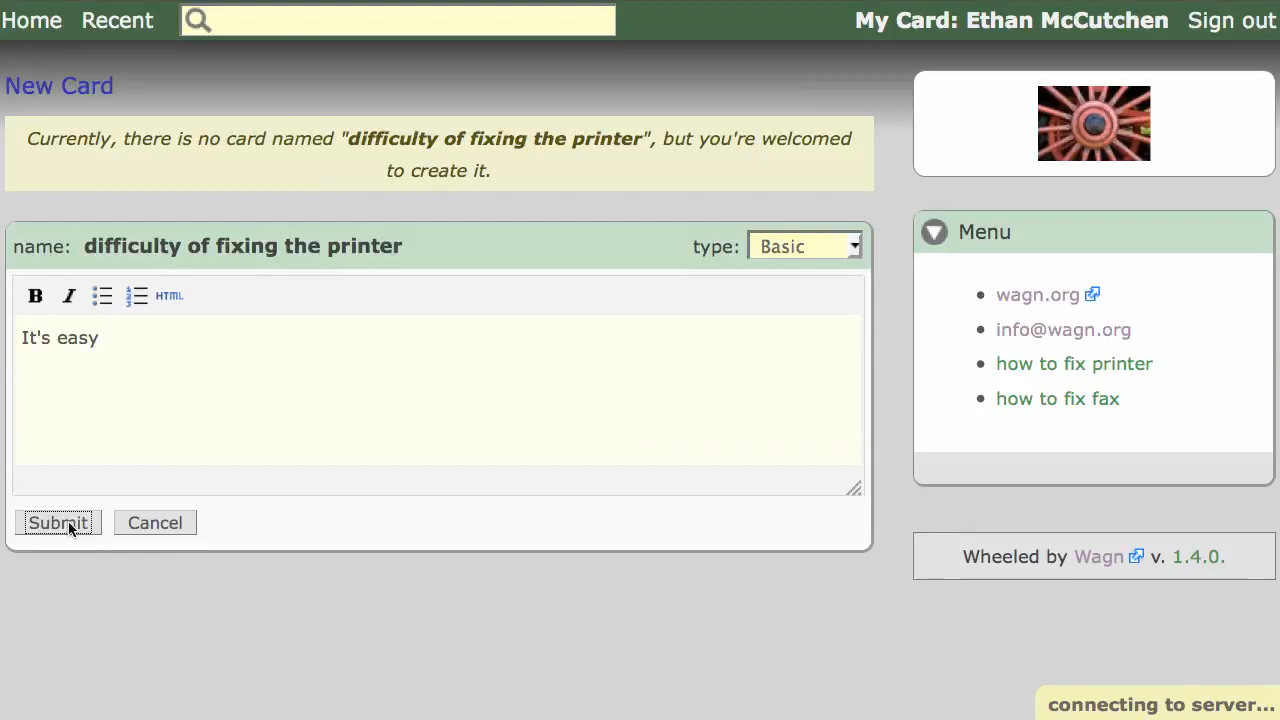 Home Recent
My Card: Ethan McCutchen Sign out
New Card
Currently, there is no card named "difficulty of fixing the printer", but you're welcomed
to create it.
name: difficulty of fixing the printer type: Basic
B I HTML
It's easy
Submit Cancel
Menu
wagn.org
info@wagn.org
how to fix printer
how to fix fax
Wheeled by Wagn v. 1.4.0.
connecting to server...